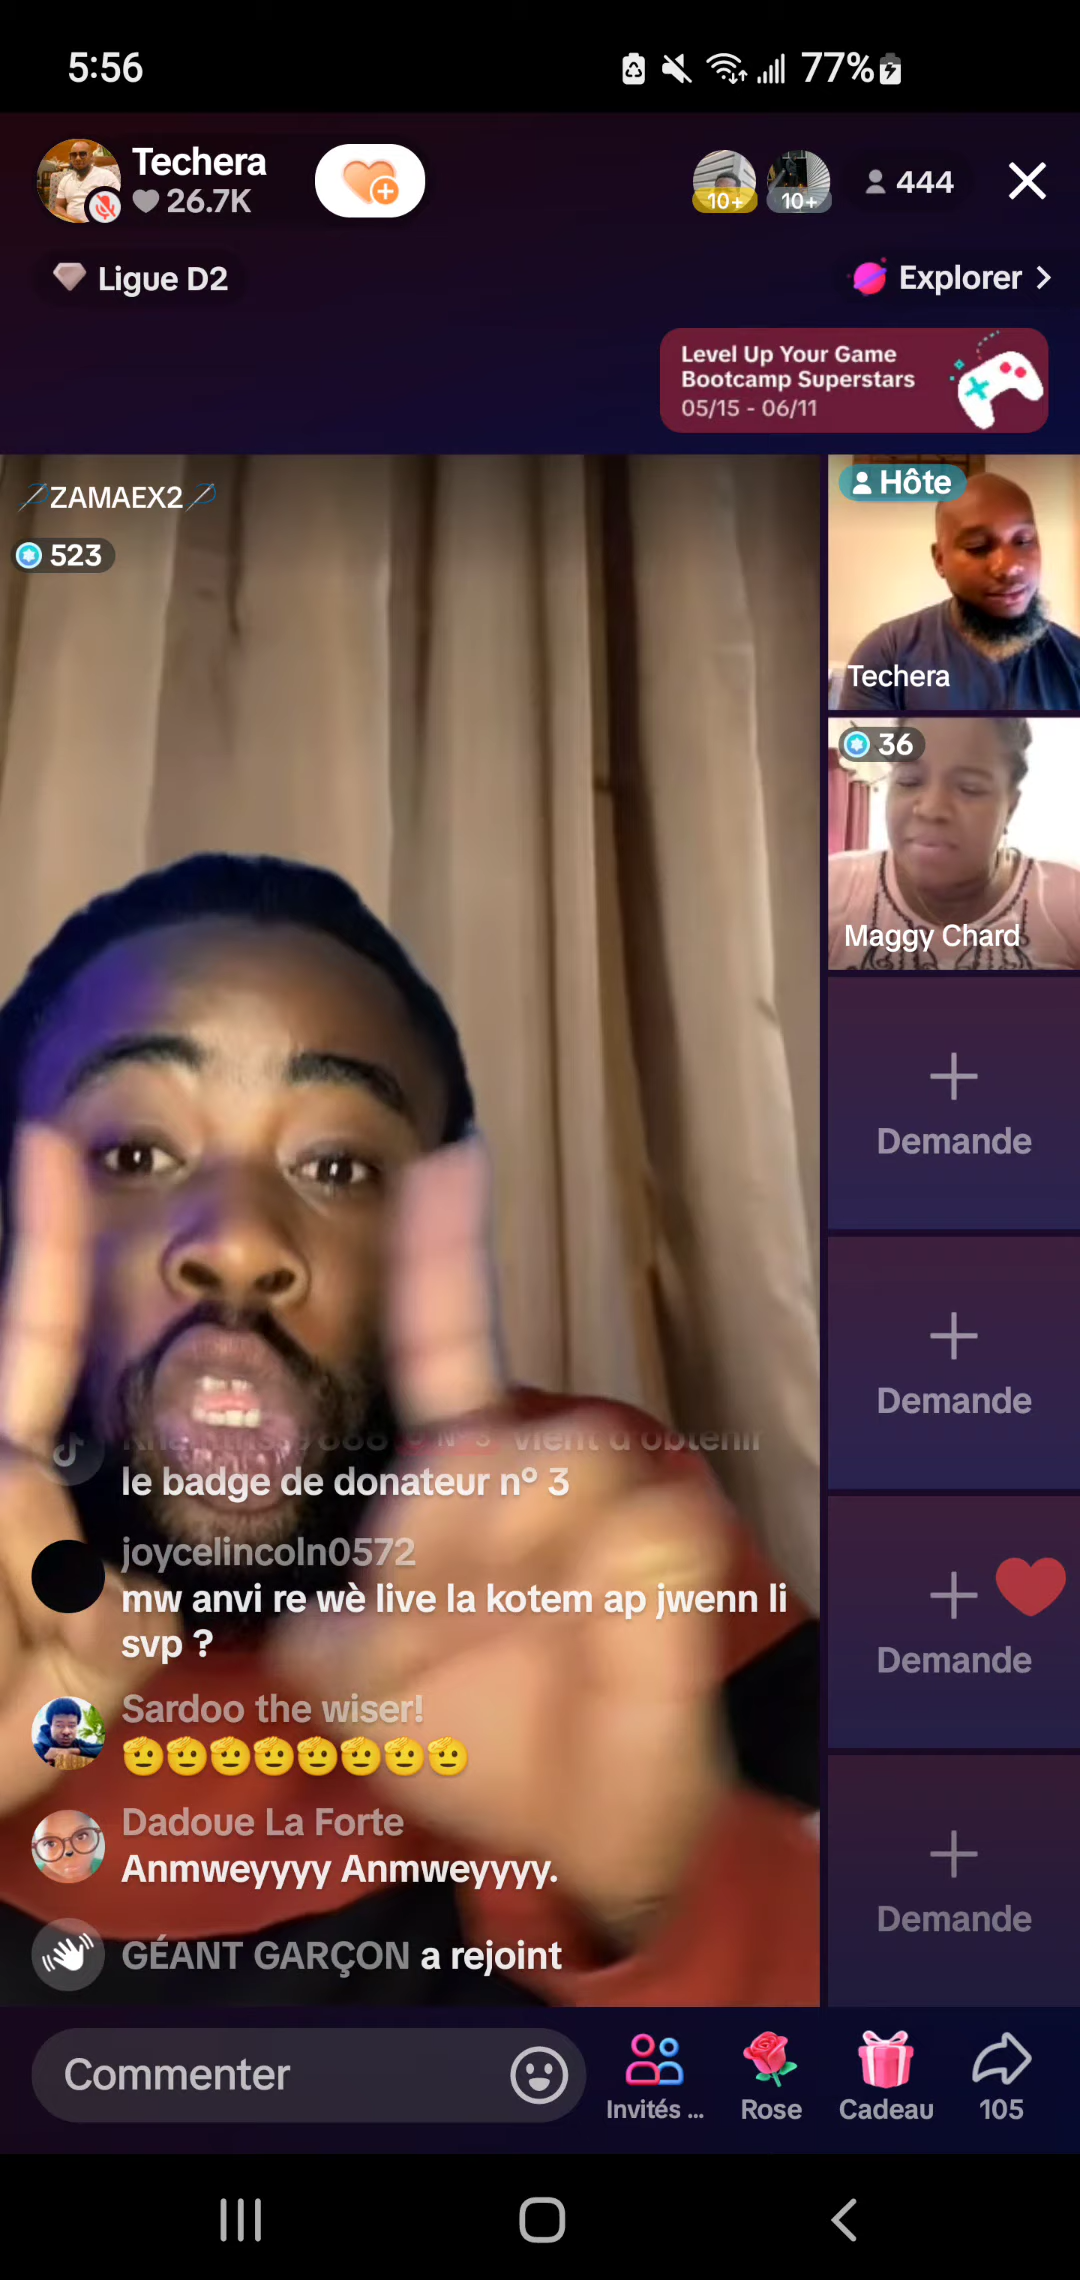 5:56
77%
Techera
26.7K
10+
10+
444
Ligue D2
Explorer
Level Up Your Game
Bootcamp Superstars
05/15 - 06/11
ZAMAEX2
523
Hôte
Techera
36
Maggy Chard
Demande
Demande
Demande
Demande
N° 3 vient d'obtenir
le badge de donateur n° 3
joycelincoln0572
mw anvi re wè live la kotem ap jwenn li
svp ?
Sardoo the wiser!
Dadoue La Forte
Anmweyyyy Anmweyyyy.
GÉANT GARÇON a rejoint
Commenter
Invités ...
Rose
Cadeau
105